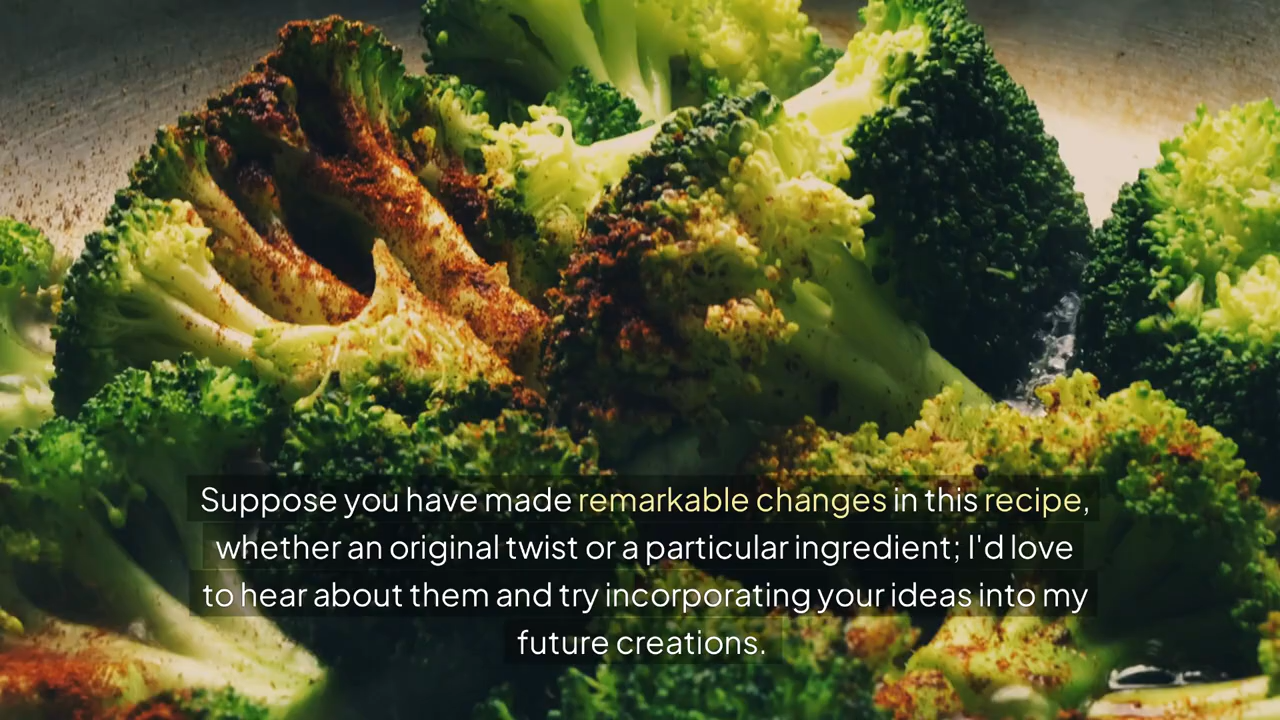 Suppose you have made remarkable changes in this recipe,
whether an original twist or a particular ingredient; I'd love
to hear about them and try incorporating your ideas into my
future creations.